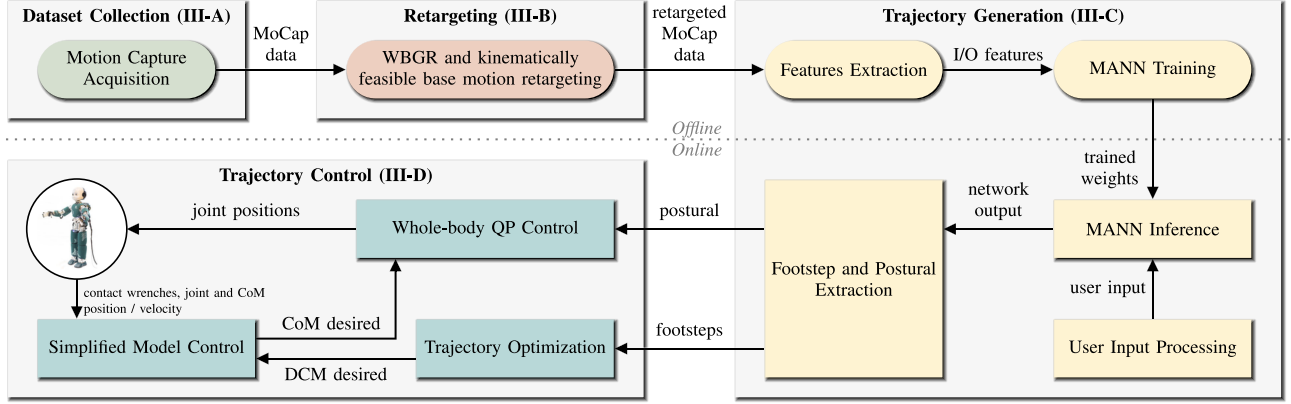 Dataset Collection (III-A)
Motion Capture
Acquisition
MoCap
data
Retargeting (III-B)
WBGR and kinematically
feasible base motion retargeting
retargeted
MoCap
data
Trajectory Generation (III-C)
Features Extraction
I/O features
MANN Training
Offline
Online
trained
weights
Trajectory Control (III-D)
joint positions
Whole-body QP Control
postural
Footstep and Postural
Extraction
network
output
MANN Inference
user input
User Input Processing
contact wrenches, joint and CoM
position / velocity
Simplified Model Control
CoM desired
DCM desired
Trajectory Optimization
footsteps